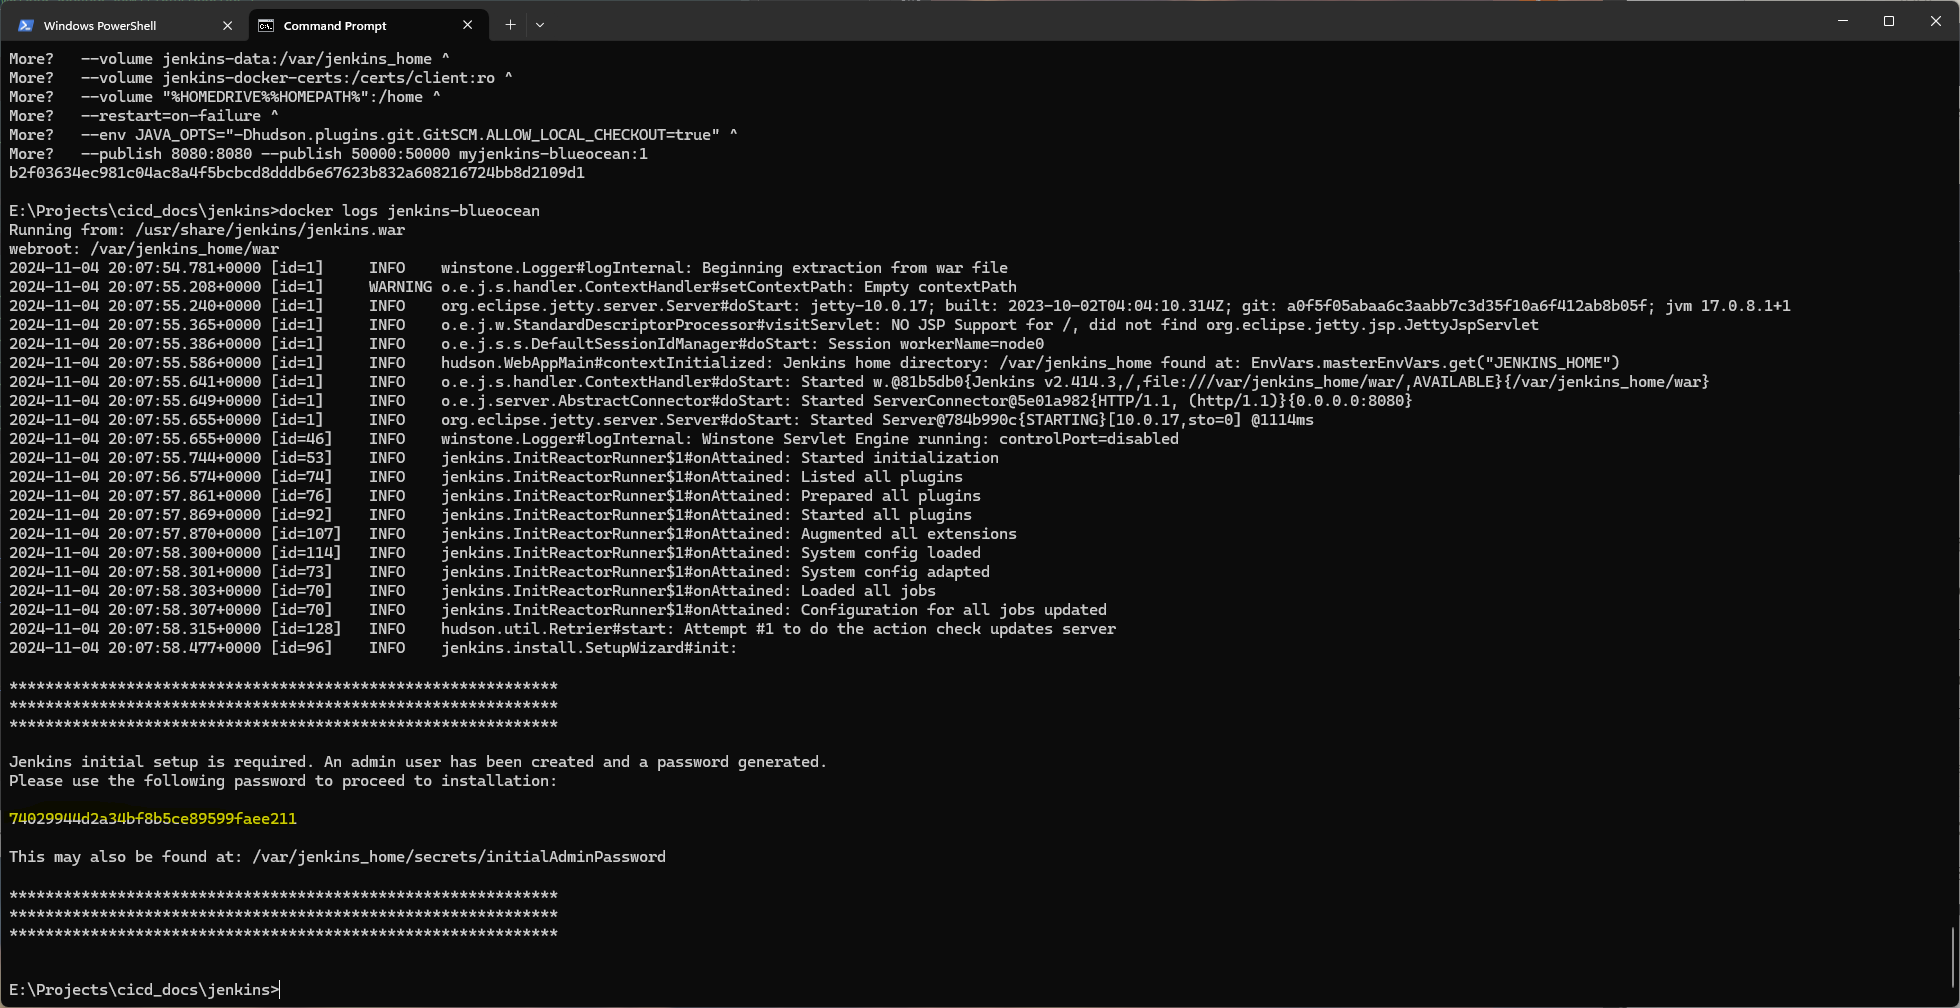 Windows PowerShell
Command Prompt
More?   --volume jenkins-data:/var/jenkins_home ^
More?   --volume jenkins-docker-certs:/certs/client:ro ^
More?   --volume "%HOMEDRIVE%%HOMEPATH%":/home ^
More?   --restart=on-failure ^
More?   --env JAVA_OPTS="-Dhudson.plugins.git.GitSCM.ALLOW_LOCAL_CHECKOUT=true" ^
More?   --publish 8080:8080 --publish 50000:50000 myjenkins-blueocean:1
b2f03634ec981c04ac8a4f5bcbcd8dddb6e67623b832a608216724bb8d2109d1
E:\Projects\cicd_docs\jenkins>docker logs jenkins-blueocean
Running from: /usr/share/jenkins/jenkins.war
webroot: /var/jenkins_home/war
2024-11-04 20:07:54.781+0000 [id=1]     INFO    winstone.Logger#logInternal: Beginning extraction from war file
2024-11-04 20:07:55.208+0000 [id=1]     WARNING o.e.j.s.handler.ContextHandler#setContextPath: Empty contextPath
2024-11-04 20:07:55.240+0000 [id=1]     INFO    org.eclipse.jetty.server.Server#doStart: jetty-10.0.17; built: 2023-10-02T04:04:10.314Z; git: a0f5f05abaa6c3aabb7c3d35f10a6f412ab8b05f; jvm 17.0.8.1+1
2024-11-04 20:07:55.365+0000 [id=1]     INFO    o.e.j.w.StandardDescriptorProcessor#visitServlet: NO JSP Support for /, did not find org.eclipse.jetty.jsp.JettyJspServlet
2024-11-04 20:07:55.386+0000 [id=1]     INFO    o.e.j.s.s.DefaultSessionIdManager#doStart: Session workerName=node0
2024-11-04 20:07:55.586+0000 [id=1]     INFO    hudson.WebAppMain#contextInitialized: Jenkins home directory: /var/jenkins_home found at: EnvVars.masterEnvVars.get("JENKINS_HOME")
2024-11-04 20:07:55.641+0000 [id=1]     INFO    o.e.j.s.handler.ContextHandler#doStart: Started w.@81b5db0{Jenkins v2.414.3,/,file:///var/jenkins_home/war/,AVAILABLE}{/var/jenkins_home/war}
2024-11-04 20:07:55.649+0000 [id=1]     INFO    o.e.j.server.AbstractConnector#doStart: Started ServerConnector@5e01a982{HTTP/1.1, (http/1.1)}{0.0.0.0:8080}
2024-11-04 20:07:55.655+0000 [id=1]     INFO    org.eclipse.jetty.server.Server#doStart: Started Server@784b990c{STARTING}[10.0.17,sto=0] @1114ms
2024-11-04 20:07:55.655+0000 [id=46]    INFO    winstone.Logger#logInternal: Winstone Servlet Engine running: controlPort=disabled
2024-11-04 20:07:55.744+0000 [id=53]    INFO    jenkins.InitReactorRunner$1#onAttained: Started initialization
2024-11-04 20:07:56.574+0000 [id=74]    INFO    jenkins.InitReactorRunner$1#onAttained: Listed all plugins
2024-11-04 20:07:57.861+0000 [id=76]    INFO    jenkins.InitReactorRunner$1#onAttained: Prepared all plugins
2024-11-04 20:07:57.869+0000 [id=92]    INFO    jenkins.InitReactorRunner$1#onAttained: Started all plugins
2024-11-04 20:07:57.870+0000 [id=107]   INFO    jenkins.InitReactorRunner$1#onAttained: Augmented all extensions
2024-11-04 20:07:58.300+0000 [id=114]   INFO    jenkins.InitReactorRunner$1#onAttained: System config loaded
2024-11-04 20:07:58.301+0000 [id=73]    INFO    jenkins.InitReactorRunner$1#onAttained: System config adapted
2024-11-04 20:07:58.303+0000 [id=70]    INFO    jenkins.InitReactorRunner$1#onAttained: Loaded all jobs
2024-11-04 20:07:58.307+0000 [id=70]    INFO    jenkins.InitReactorRunner$1#onAttained: Configuration for all jobs updated
2024-11-04 20:07:58.315+0000 [id=128]   INFO    hudson.util.Retrier#start: Attempt #1 to do the action check updates server
2024-11-04 20:07:58.477+0000 [id=96]    INFO    jenkins.install.SetupWizard#init:
*************************************************************
*************************************************************
*************************************************************
Jenkins initial setup is required. An admin user has been created and a password generated.
Please use the following password to proceed to installation:
74029944d2a34bf8b5ce89599faee211
This may also be found at: /var/jenkins_home/secrets/initialAdminPassword
*************************************************************
*************************************************************
*************************************************************
E:\Projects\cicd_docs\jenkins>